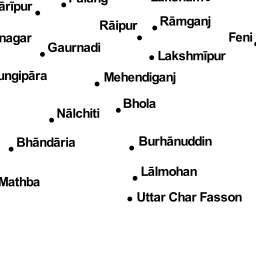 Rāmganj
Rāipur
Feni
Gaurnadi
Lakshmīpur
Mehendiganj
Bhola
Nālchiti
Bhāndāria
Burhānuddin
Lālmohan
Mathba
Uttar Char Fasson